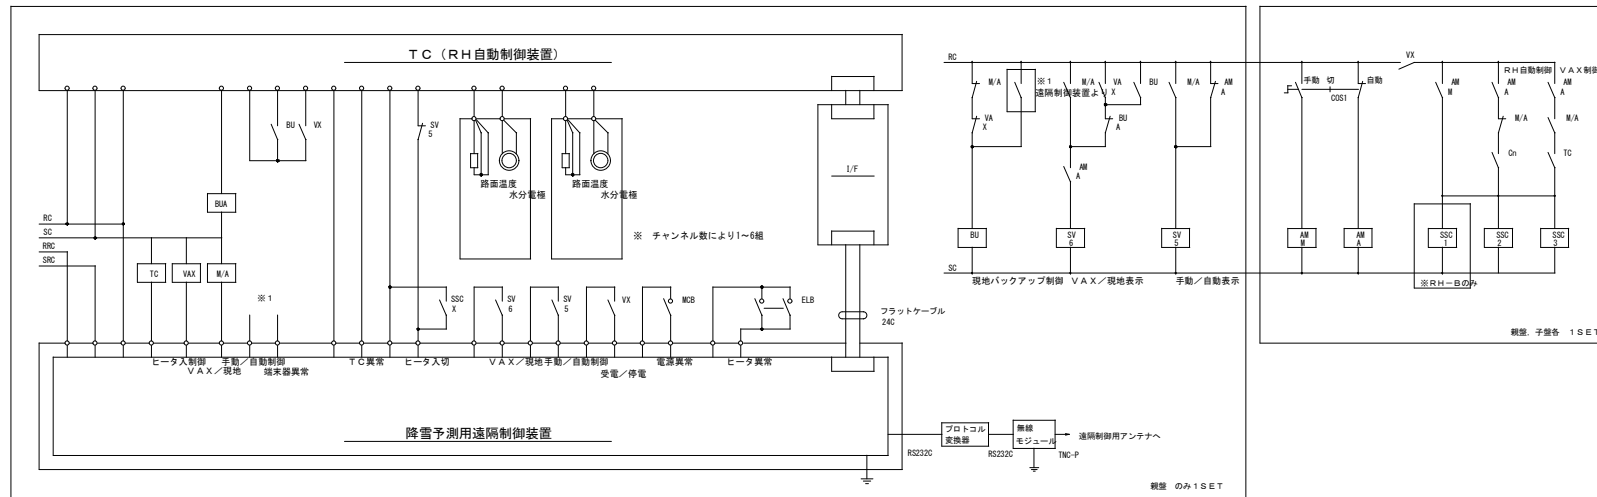 TC（RH自動制御装置）
BU
VX
SV
5
路面温度
水分電極
路面温度
水分電極
※　チャンネル数により1～6組
1/F
BUA
RC
SC
RRC
SRC
TC
VAX
M/A
※1
SSC
X
SV
6
SV
5
VX
MCB
ELB
フラットケーブル
24C
ヒータ入制御
VAX／現地
手動／自動制御
端末器異常
TC異常
ヒータ入切
VAX／現地
手動／自動制御
受電／停電
電源異常
ヒータ異常
降雪予測用遠隔制御装置
RS232C
プロトコル
変換器
RS232C
無線
モジュール
TNC-P
遠隔制御用アンテナへ
親盤　のみ1SET
RC
M/A
※1
遠隔制御装置より
VA
X
M/A
VA
X
BU
BU
A
AM
A
M/A
AM
A
BU
SV
6
SV
5
SC
現地バックアップ制御
VAX／現地表示
手動／自動表示
VX
手動　切
自動
COS1
RH自動制御
VAX制御
AM
M
AM
A
AM
A
M/A
M/A
Cn
TC
AM
M
AM
A
SSC
1
SSC
2
SSC
3
※RH－Bのみ
親盤．子盤各　1SET